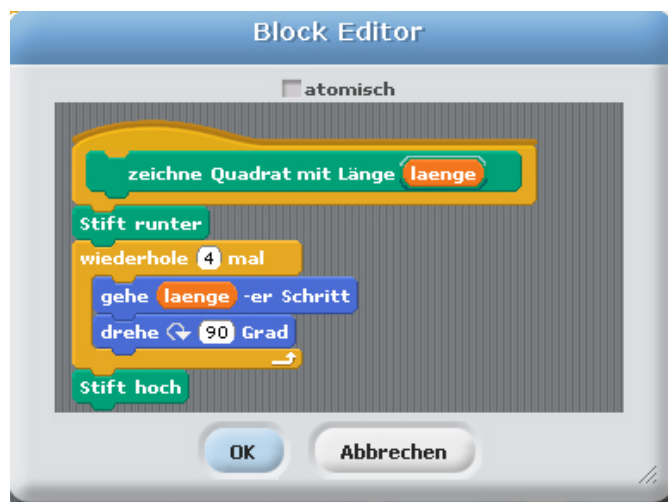 Block Editor
atomisch
zeichne Quadrat mit Länge laenge
Stift runter
wiederhole 4 mal
gehe laenge -er Schritt
drehe 90 Grad
Stift hoch
OK Abbrechen